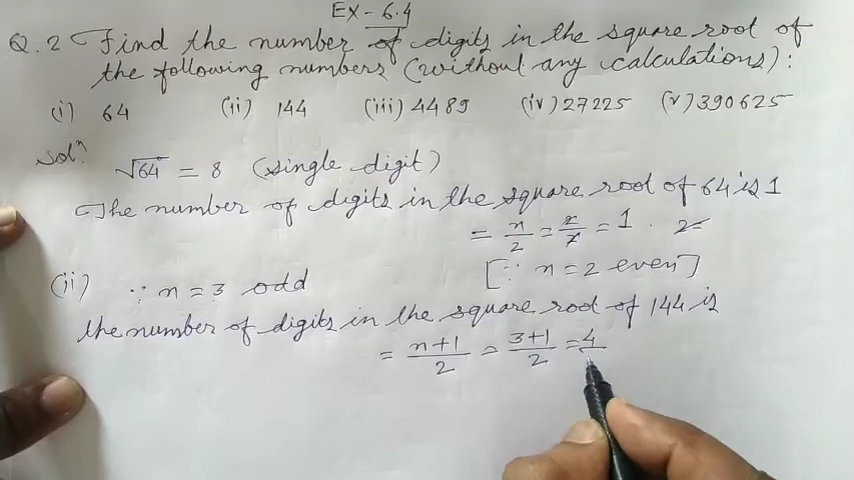 EX-6.4
Q.2 Find the number of digits in the square root of
the following numbers (without any calculations):
(i) 64 (ii) 144 (iii) 4489 (iv) 27225 (v) 390625
Solⁿ.
√64 = 8 (single digit)
The number of digits in the square root of 64 is 1
= n/2 = 2/2 = 1.
[∵ n = 2 even]
(ii) ∵ n = 3 odd
the number of digits in the square root of 144 is
= n+1/2 = 3+1/2 = 4